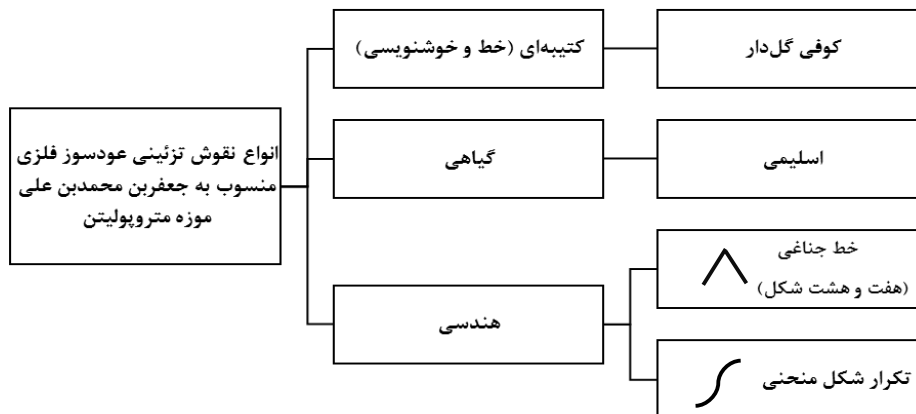 انواع نقوش تزئینی عودسوز فلزی
منسوب به جعفربن محمدبن علی
موزه متروپولیتن
کتیبه‌ای (خط و خوشنویسی)
کوفی گل‌دار
گیاهی
اسلیمی
هندسی
خط جناغی
(هفت و هشت شکل)
تکرار شکل منحنی